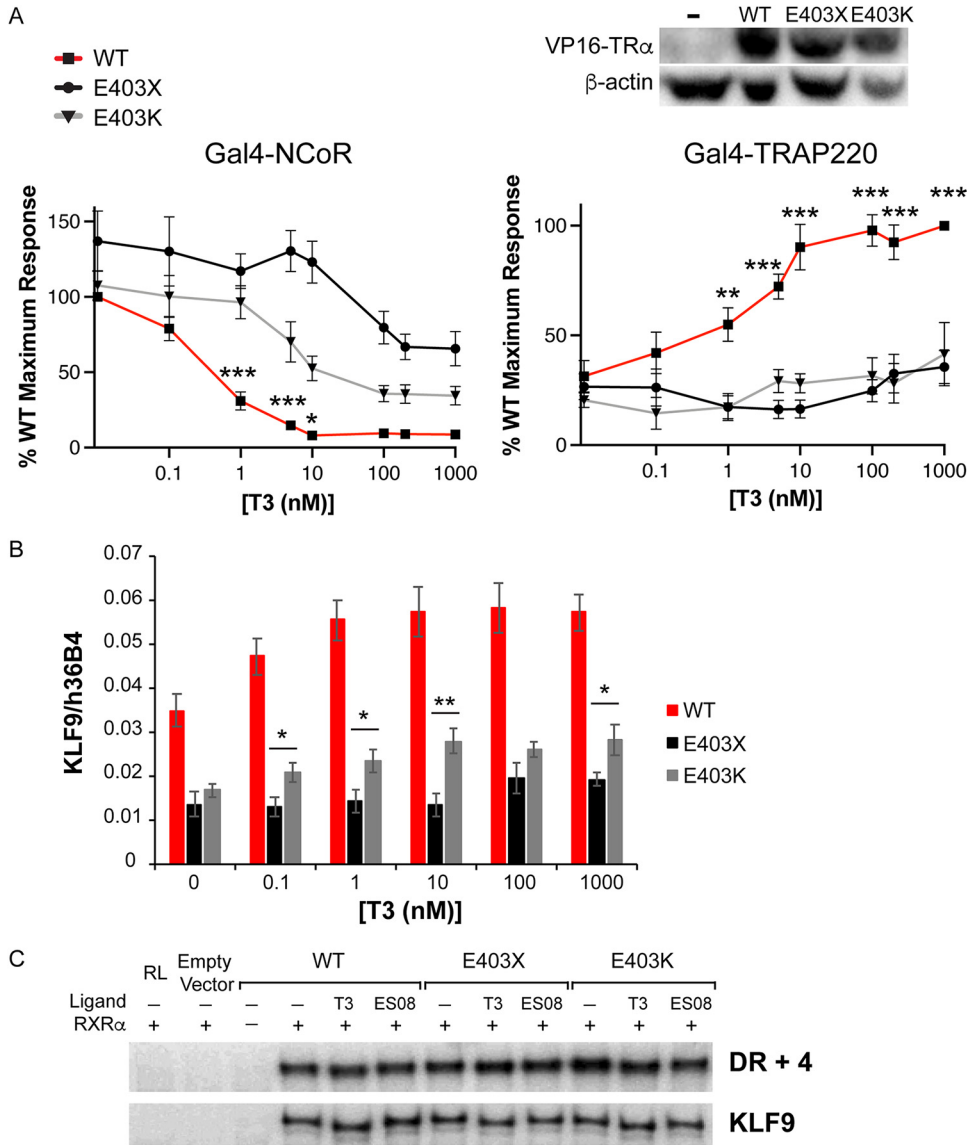 A
WT
E403X
E403K
– WT E403X E403K
VP16-TRα
β-actin
Gal4-NCoR
% WT Maximum Response
150
100
50
0
0.1 1 10 100 1000
[T3 (nM)]
***
***
*
Gal4-TRAP220
% WT Maximum Response
100
50
0
0.1 1 10 100 1000
[T3 (nM)]
**
***
***
***
***
***
B
KLF9/h36B4
0.07
0.06
0.05
0.04
0.03
0.02
0.01
0
0 0.1 1 10 100 1000
[T3 (nM)]
*
*
**
*
WT
E403X
E403K
C
RL Empty Vector WT E403X E403K
Ligand – – – – T3 ES08 – T3 ES08 – T3 ES08
RXRα + + – + + + + + + + + +
DR + 4
KLF9